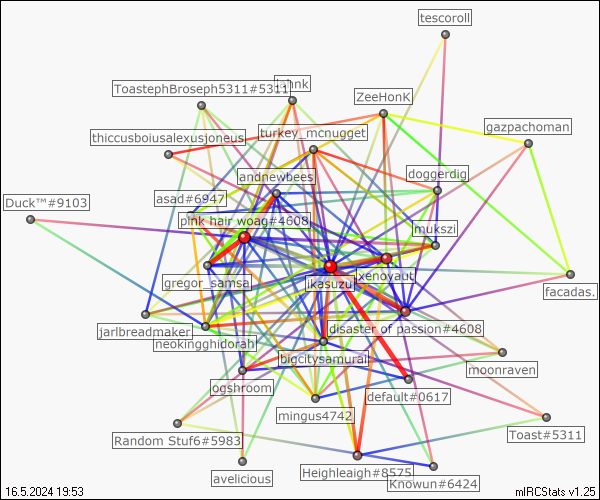 tescoroll
ToastephBroseph5311#5311
ZeeHonK
gazpachoman
turkey_mcnugget
thiccusboiusalexusjoneus
andnewbees
doggerdig
asad#6947
Duck™#9103
pink hair woag#4608
mukszi
gregor_samsa
ikasuzu
xenoyaut
facadas.
jarlbreadmaker
neokingghidorah
disaster of passion#4608
bigcitysamurai
moonraven
ogshroom
default#0617
mingus4742
Random Stuf6#5983
Toast#5311
avelicious
Heighleigh#8575
Knowun#6424
16.5.2024 19:53
mIRCStats v1.25